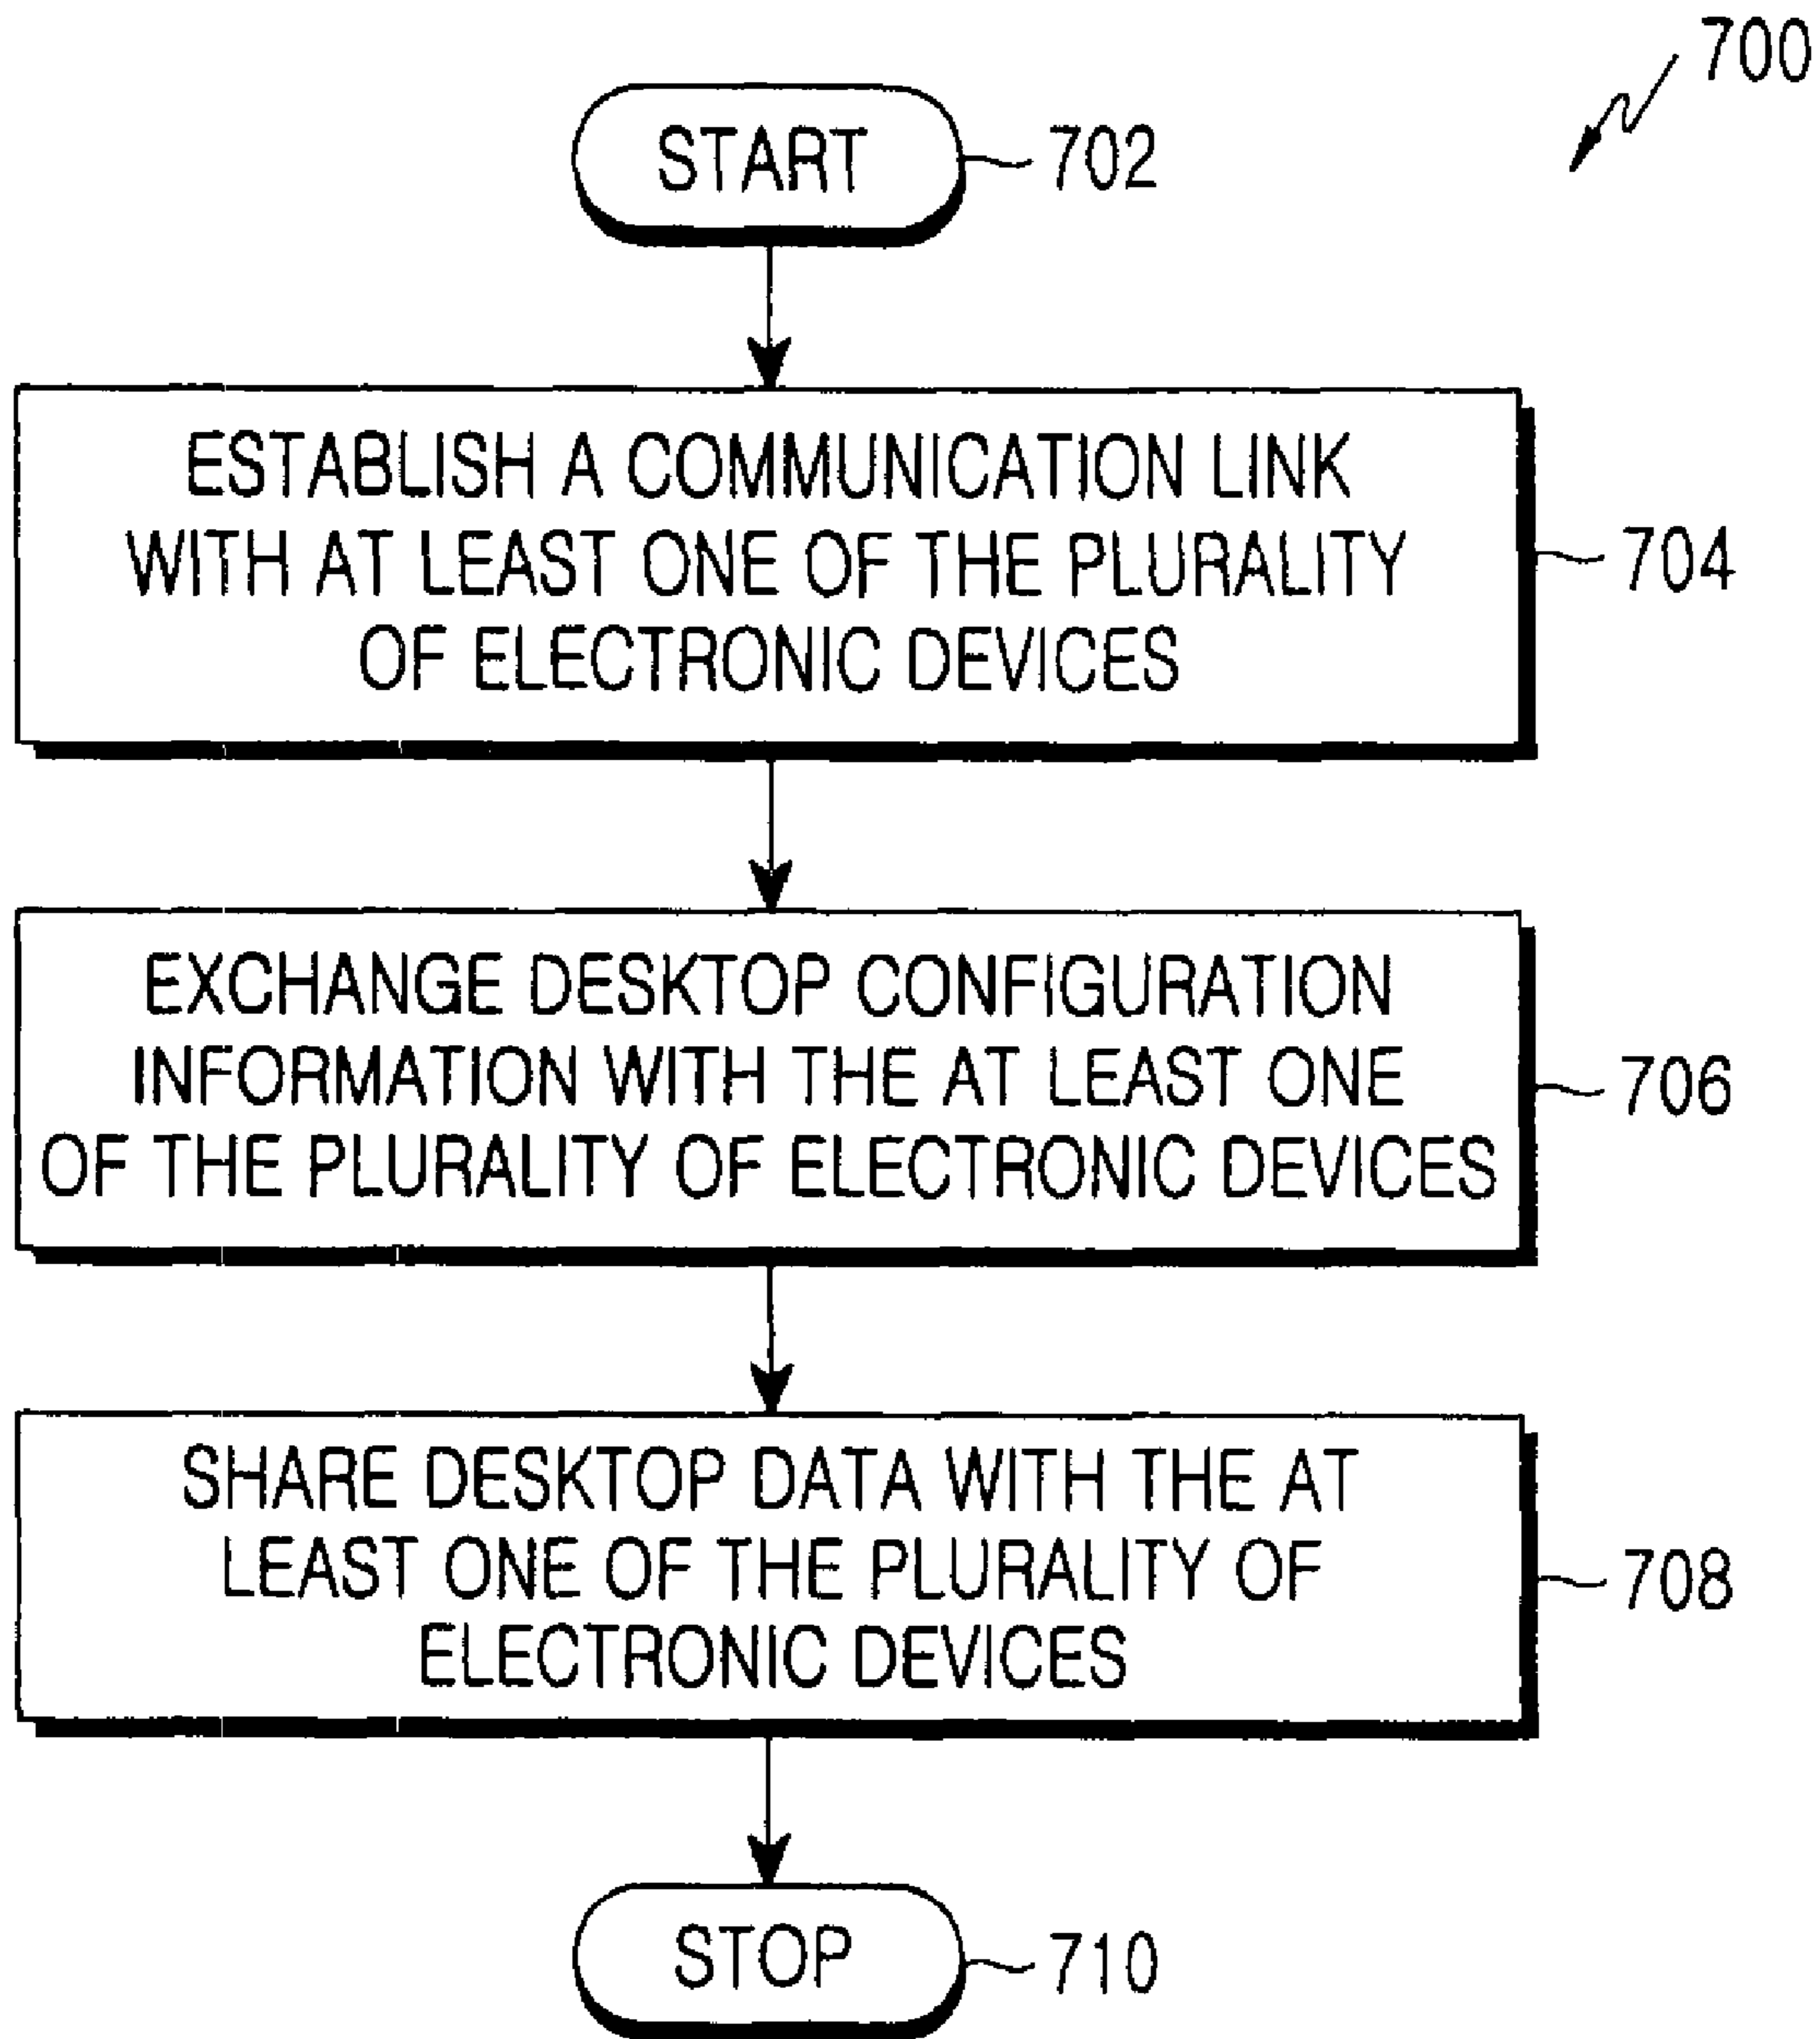 700
START
702
ESTABLISH A COMMUNICATION LINK
WITH AT LEAST ONE OF THE PLURALITY
OF ELECTRONIC DEVICES
704
EXCHANGE DESKTOP CONFIGURATION
INFORMATION WITH THE AT LEAST ONE
OF THE PLURALITY OF ELECTRONIC DEVICES
706
SHARE DESKTOP DATA WITH THE AT
LEAST ONE OF THE PLURALITY OF
ELECTRONIC DEVICES
708
STOP
710